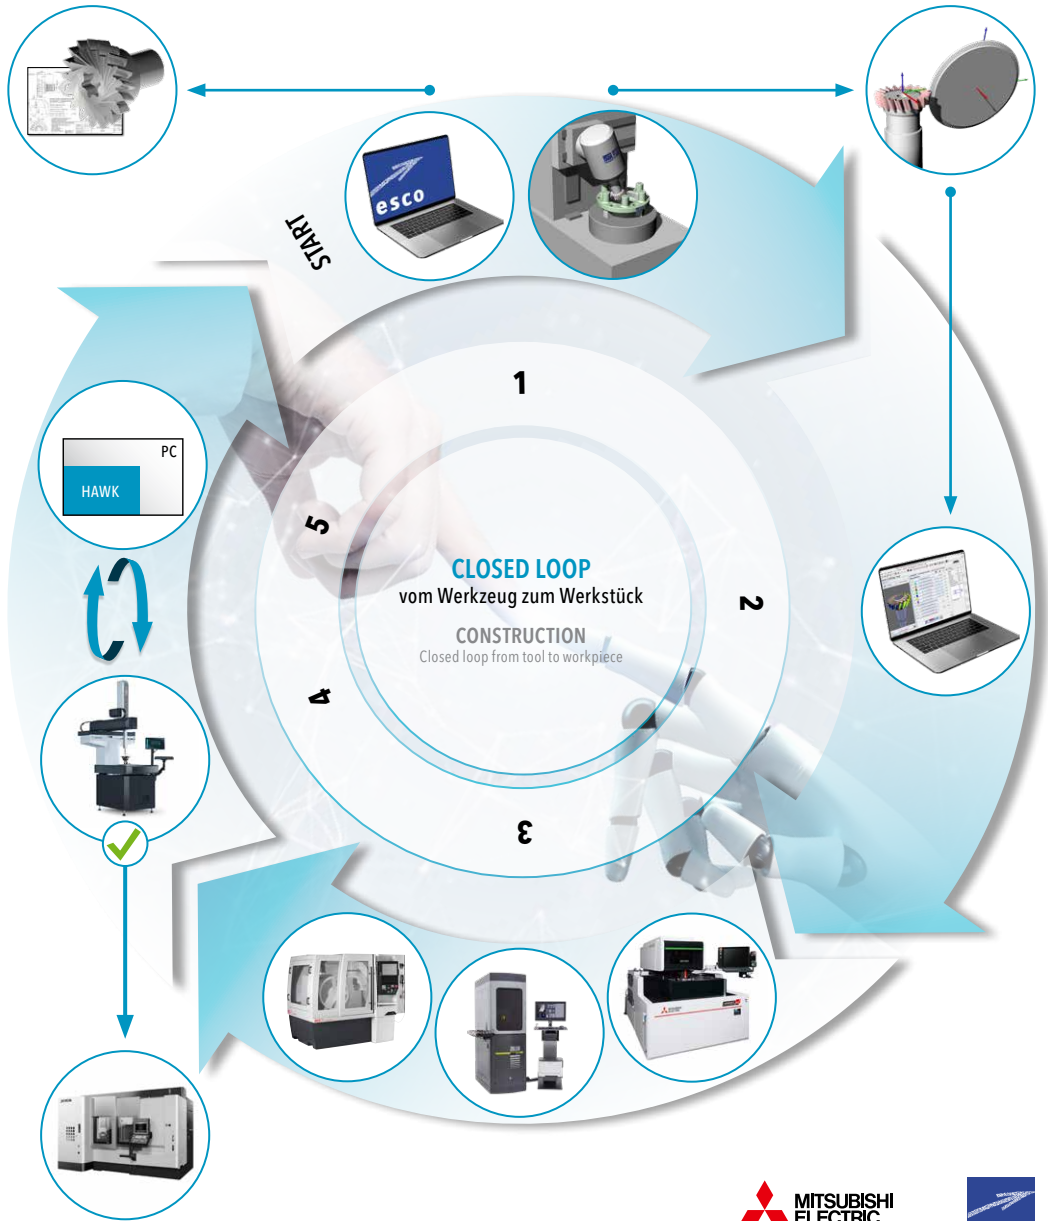 esco
START
1
PC
HAWK
5
CLOSED LOOP
vom Werkzeug zum Werkstück
2
CONSTRUCTION
Closed loop from tool to workpiece
4
3
MITSUBISHI
ELECTRIC